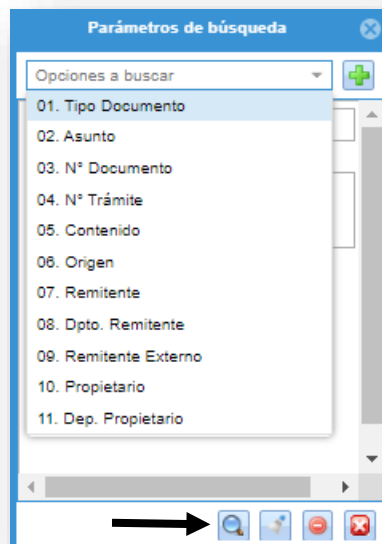 Parámetros de búsqueda
Opciones a buscar
01. Tipo Documento
02. Asunto
03. N° Documento
04. N° Trámite
05. Contenido
06. Origen
07. Remitente
08. Dpto. Remitente
09. Remitente Externo
10. Propietario
11. Dep. Propietario